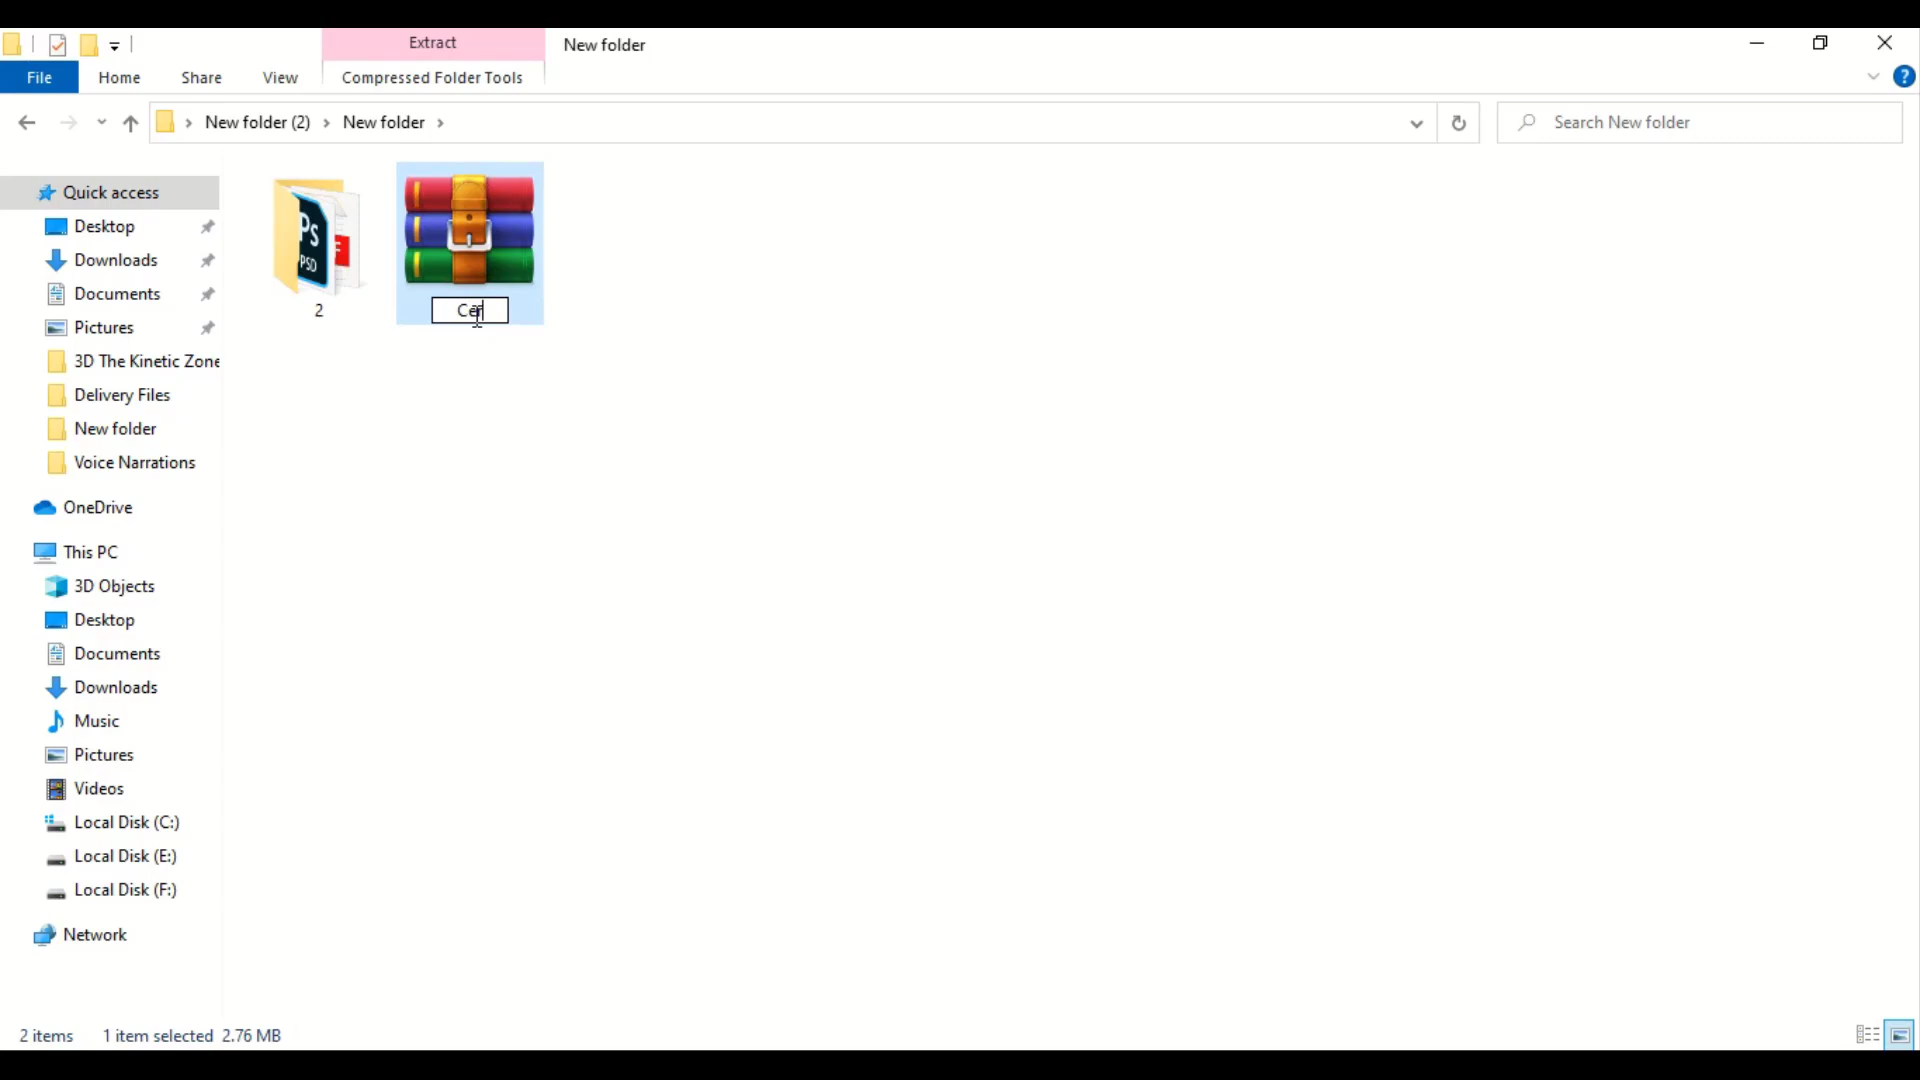 Extract
New folder
File
Home
Share
View
Compressed Folder Tools
?
New folder (2)
New folder
Search New folder
Quick access
Desktop
Downloads
Documents
Pictures
3D The Kinetic Zone
Delivery Files
New folder
Voice Narrations
OneDrive
This PC
3D Objects
Desktop
Documents
Downloads
Music
Pictures
Videos
Local Disk (C:)
Local Disk (E:)
Local Disk (F:)
Network
Ps
PSD
2
Cer
2 items
1 item selected 2.76 MB